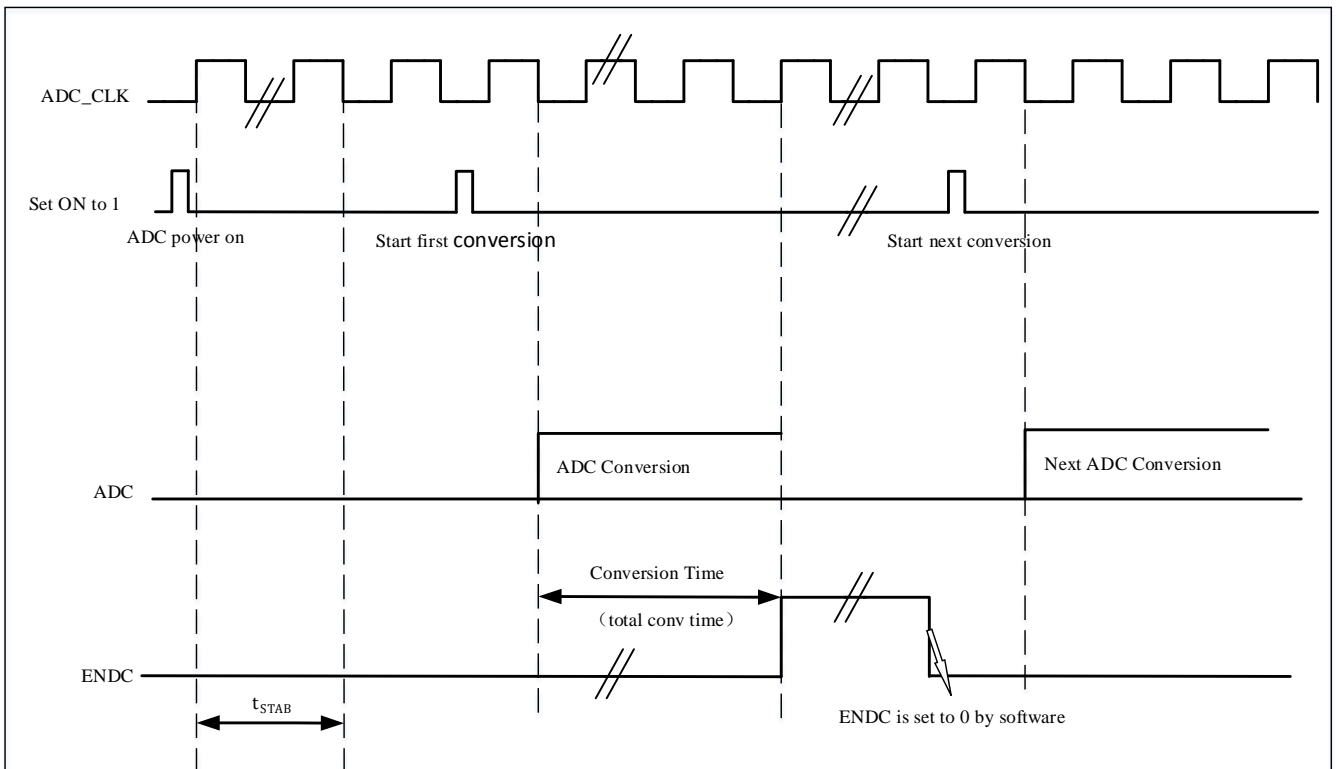 ADC_CLK
Set ON to 1
ADC power on
Start first conversion
Start next conversion
ADC Conversion
Next ADC Conversion
ADC
Conversion Time
（total conv time）
ENDC
tSTAB
ENDC is set to 0 by software